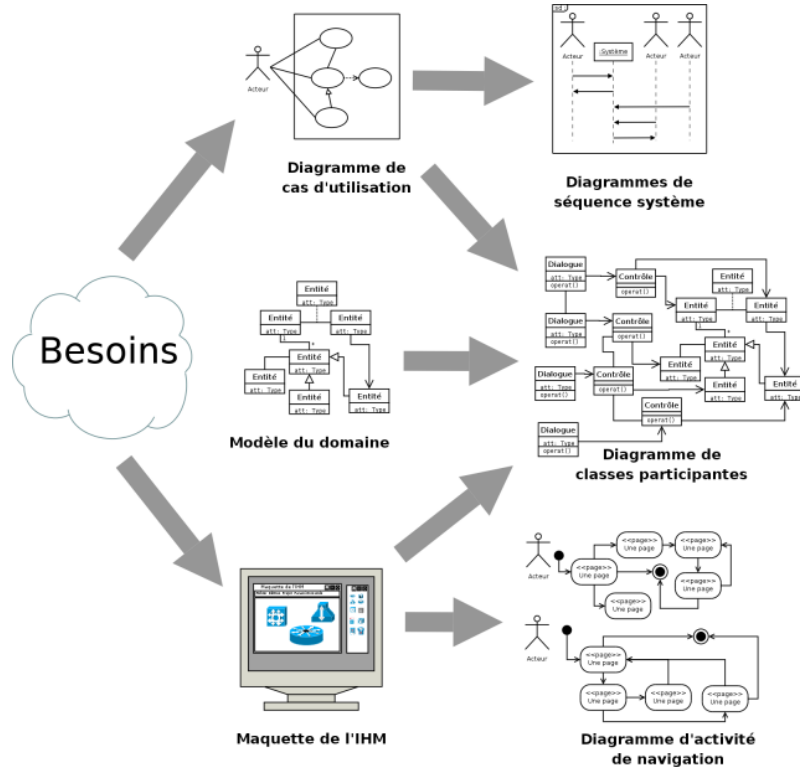 Acteur
Diagramme de
cas d'utilisation
sd
Acteur
:Système
Acteur
Acteur
Diagrammes de
séquence système
Besoins
Entité
att: Type
Entité
att: Type
Entité
att: Type
Entité
att: Type
Entité
att: Type
Entité
att: Type
Entité
att: Type
Modèle du domaine
Dialogue
att: Type
operat()
Contrôle
operat()
Entité
att: Type
Entité
att: Type
Entité
att: Type
Dialogue
att: Type
operat()
Contrôle
operat()
Entité
att: Type
Entité
att: Type
Dialogue
att: Type
operat()
Contrôle
operat()
Entité
att: Type
Entité
att: Type
Contrôle
operat()
Dialogue
att: Type
operat()
Diagramme de
classes participantes
Maquette de l'IHM
Maquette de l'IHM
Acteur
<<page>>
Une page
<<page>>
Une page
<<page>>
Une page
<<page>>
Une page
<<page>>
Une page
Acteur
<<page>>
Une page
<<page>>
Une page
<<page>>
Une page
<<page>>
Une page
Diagramme d'activité
de navigation